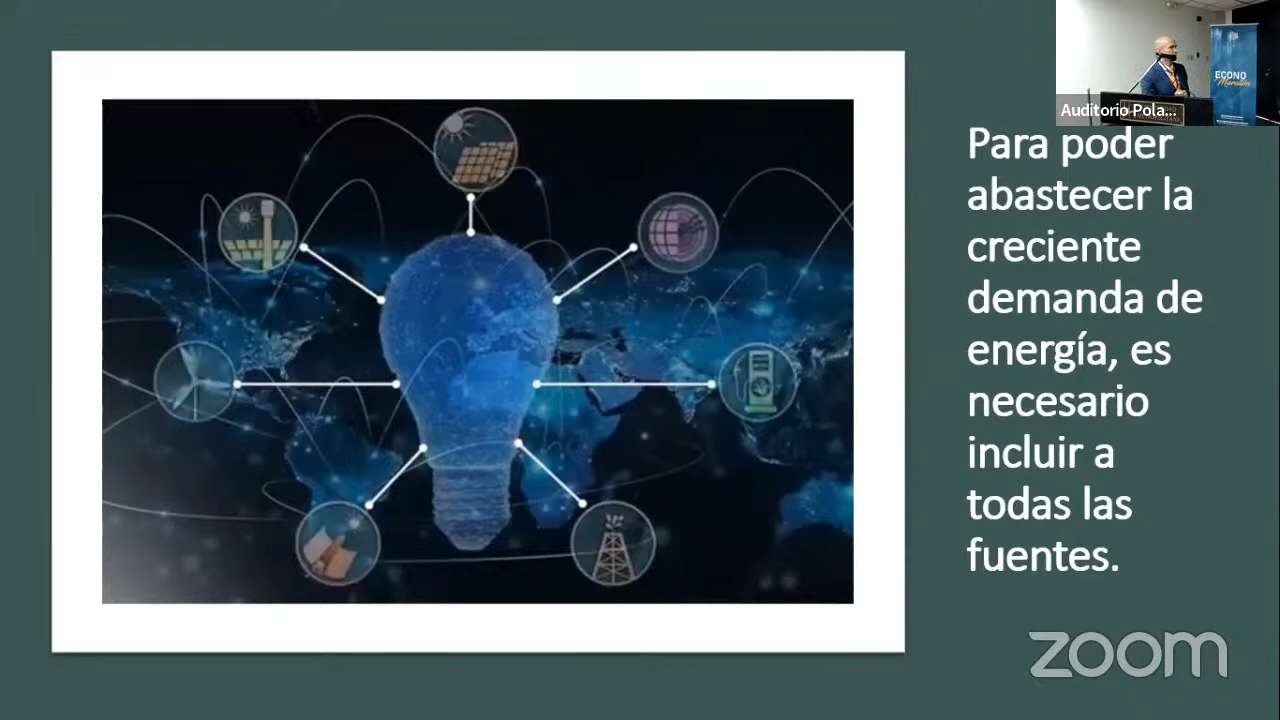 ECONO
Auditorio Pola...
Para poder
abastecer la
creciente
demanda de
energía, es
necesario
incluir a
todas las
fuentes.
zoom